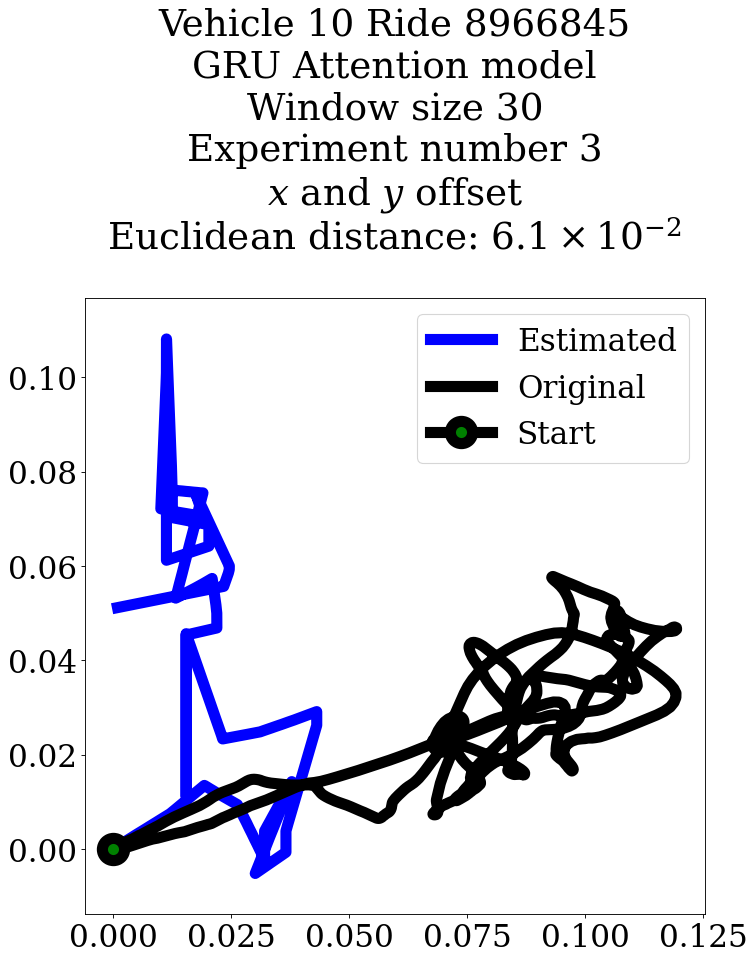 Vehicle 10 Ride 8966845
GRU Attention model
Window size 30
Experiment number 3
x and y offset
Euclidean distance: 6.1 × 10⁻²
Estimated
Original
Start
0.10
0.08
0.06
0.04
0.02
0.00
0.000 0.025 0.050 0.075 0.100 0.125